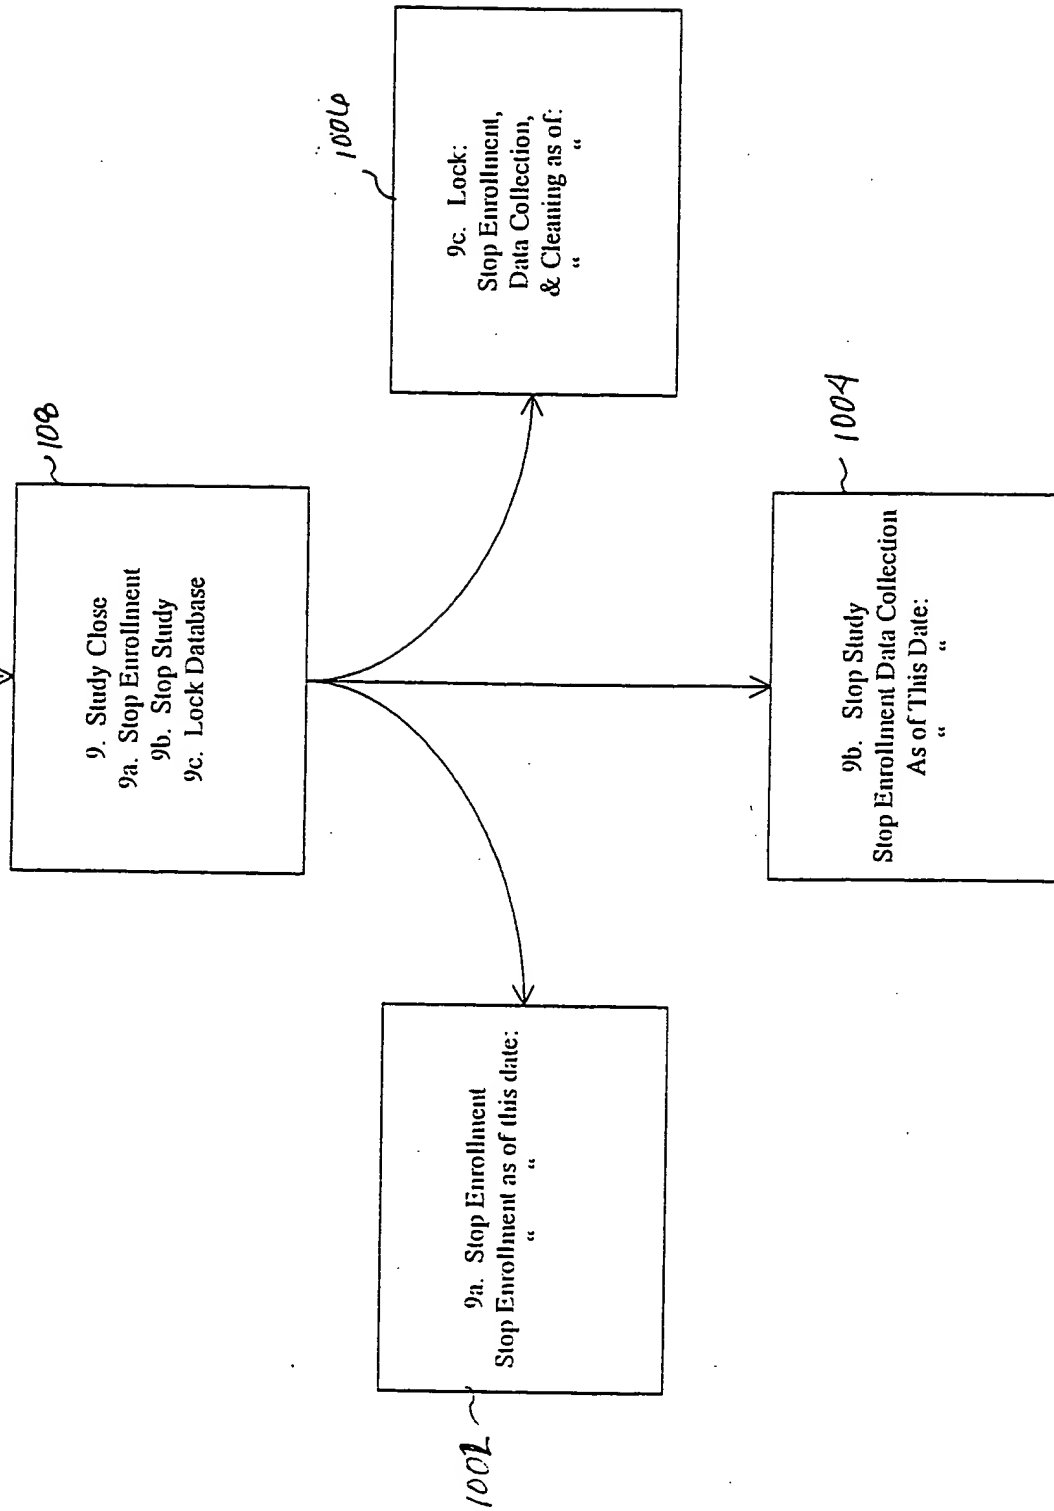 108
9. Study Close
9a. Stop Enrollment
9b. Stop Study
9c. Lock Database
1002
9a. Stop Enrollment
Stop Enrollment as of this date:
“ “
1004
9b. Stop Study
Stop Enrollment Data Collection
As of This Date:
“ “
1006
9c. Lock:
Stop Enrollment,
Data Collection,
& Cleaning as of:
“ “